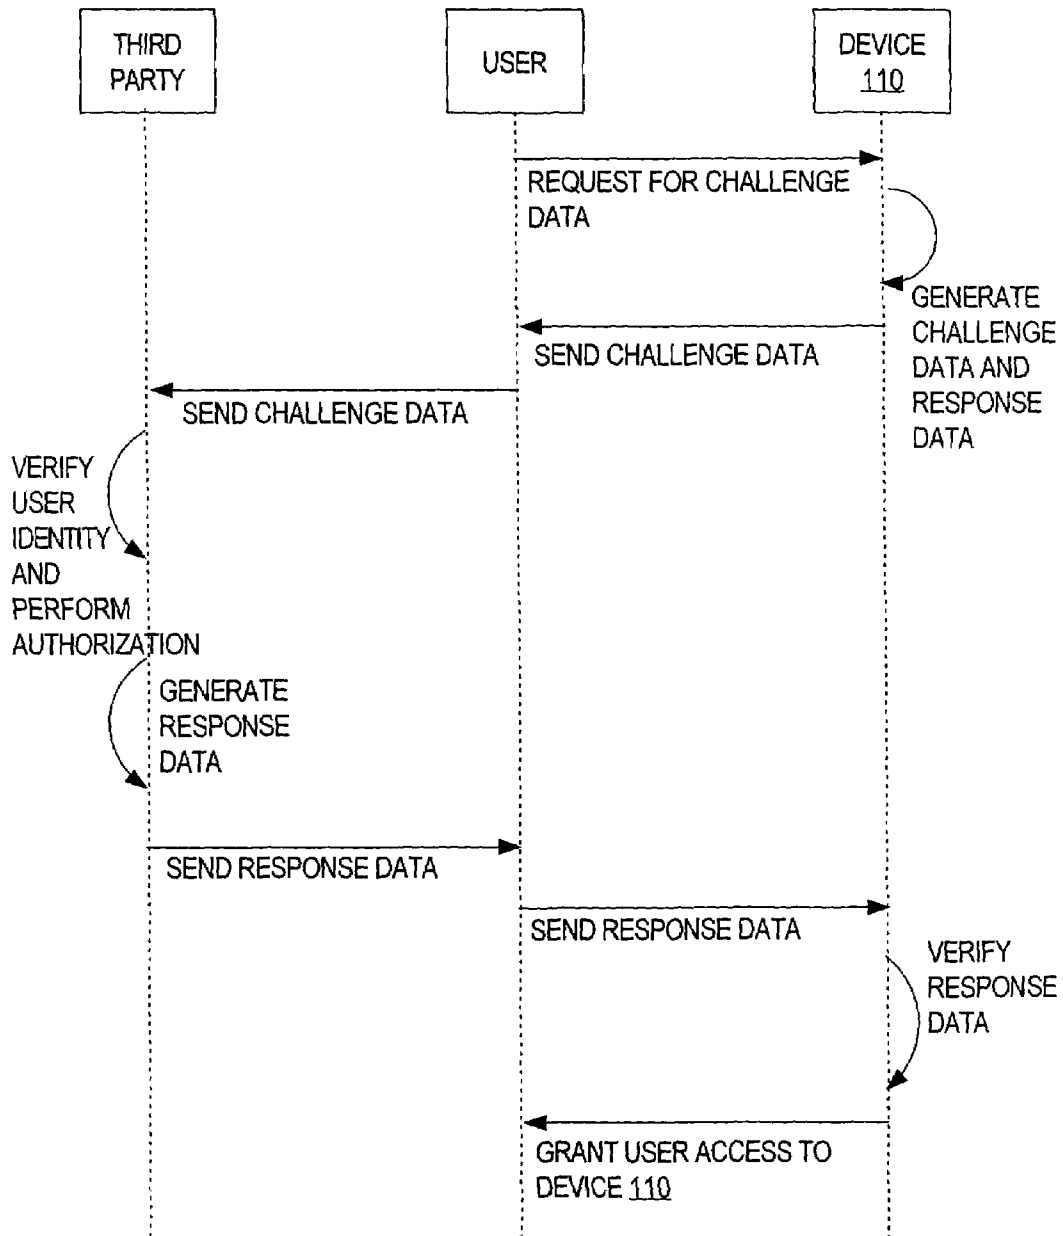 THIRD
PARTY
USER
DEVICE
110
REQUEST FOR CHALLENGE
DATA
GENERATE
CHALLENGE
DATA AND
RESPONSE
DATA
SEND CHALLENGE DATA
SEND CHALLENGE DATA
VERIFY
USER
IDENTITY
AND
PERFORM
AUTHORIZATION
GENERATE
RESPONSE
DATA
SEND RESPONSE DATA
SEND RESPONSE DATA
VERIFY
RESPONSE
DATA
GRANT USER ACCESS TO
DEVICE 110